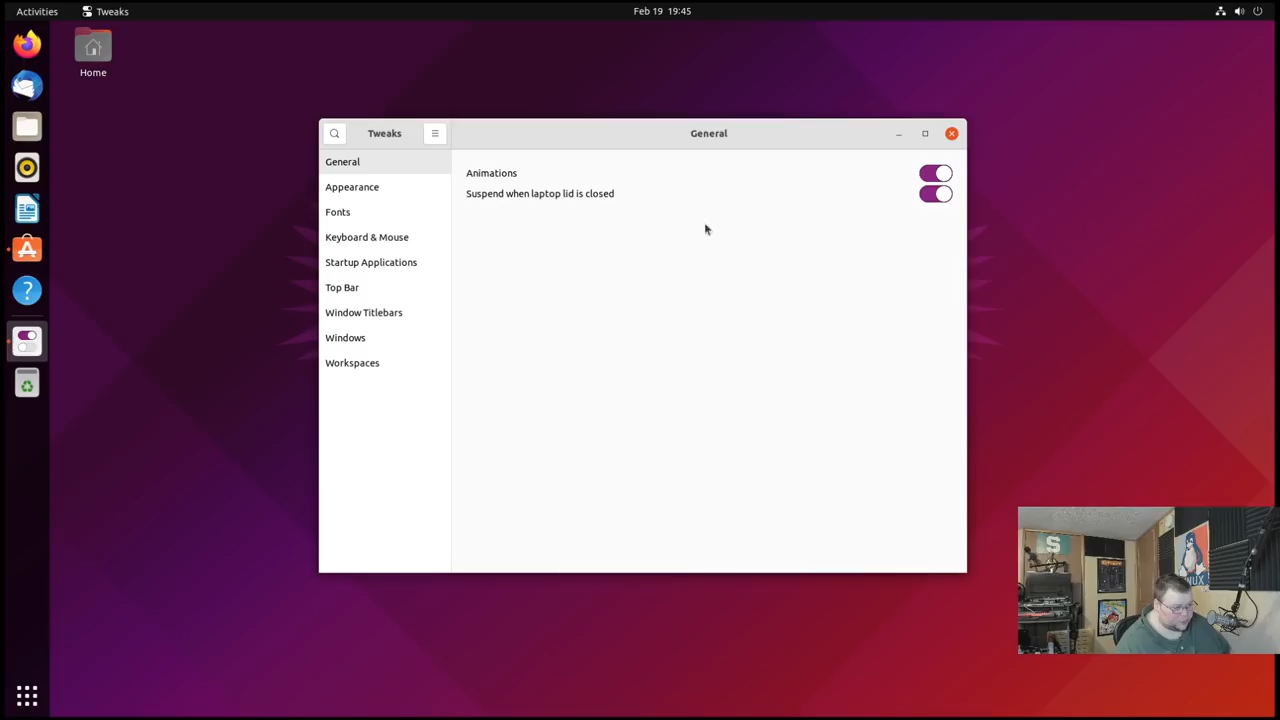 Activities
Tweaks
Feb 19 19:45
Home
Tweaks
General
General
Appearance
Fonts
Keyboard & Mouse
Startup Applications
Top Bar
Window Titlebars
Windows
Workspaces
Animations
Suspend when laptop lid is closed
?
S